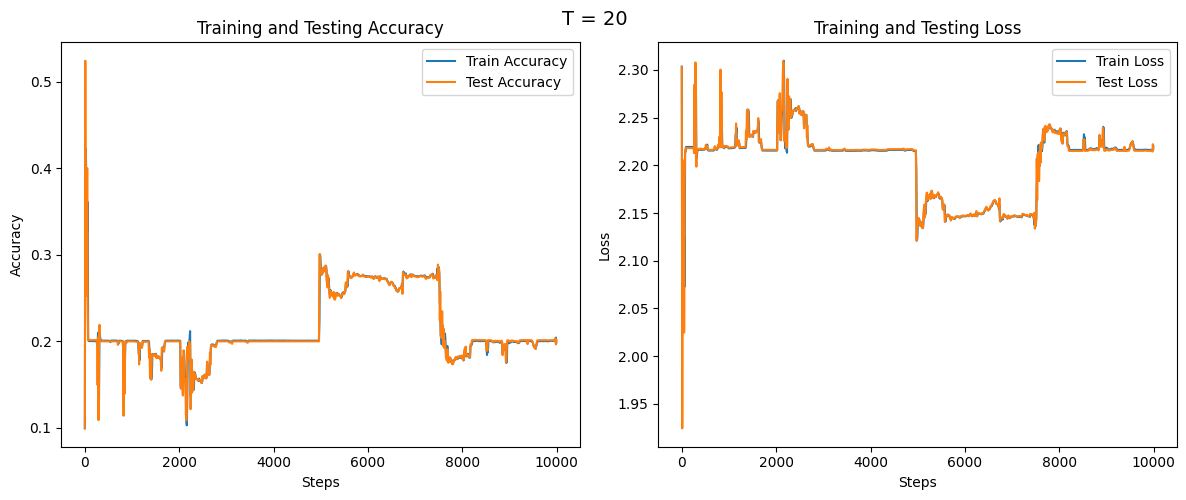 T = 20
Training and Testing Accuracy
Train Accuracy
Test Accuracy
0.5
0.4
0.3
0.2
0.1
Accuracy
0
2000
4000
6000
8000
10000
Steps
Training and Testing Loss
Train Loss
Test Loss
2.30
2.25
2.20
2.15
2.10
2.05
2.00
1.95
Loss
0
2000
4000
6000
8000
10000
Steps